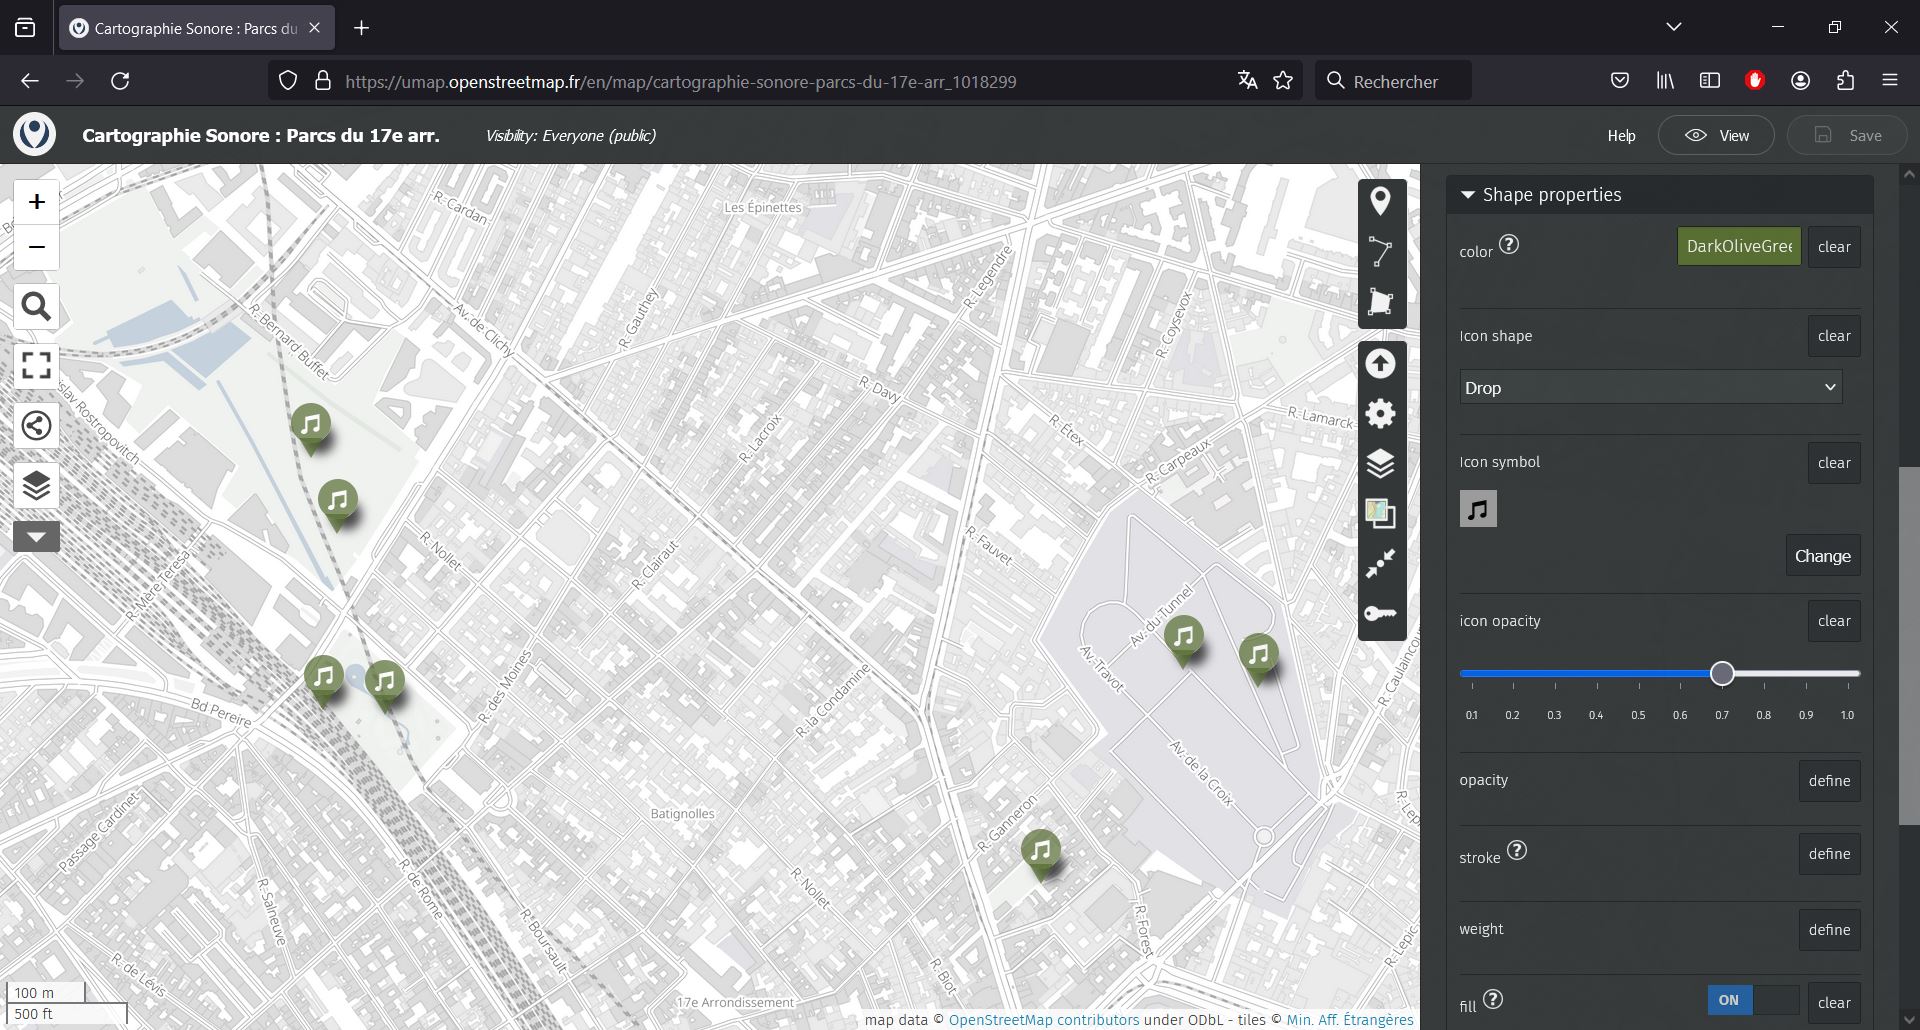 Cartographie Sonore : Parcs du
https://umap.openstreetmap.fr/en/map/cartographie-sonore-parcs-du-17e-arr_1018299
Rechercher
Cartographie Sonore : Parcs du 17e arr.
Visibility: Everyone (public)
Help
View
Save
Shape properties
color ?
DarkOliveGree
clear
Icon shape
clear
Drop
Icon symbol
clear
Change
icon opacity
clear
0.1 0.2 0.3 0.4 0.5 0.6 0.7 0.8 0.9 1.0
opacity
define
stroke ?
define
weight
define
fill ?
ON
clear
+
−
R. Cardan
Les Épinettes
R. Legendre
R. Gauthey
Av. de Clichy
R. Bernard Buffet
R. Coysevox
R. Davy
R. Lamarck
R. Étex
R. Lacroix
R. Carpeaux
islav Rostropovitch
R. Nollet
R. Clairaut
R. Fauvet
R. Mère Teresa
Av. du Tunnel
Av. Travot
R. Caulaincou
R. des Moines
R. la Condamine
Bd Pereire
Av. de la Croix
R. Lep
Passage Cardinet
Batignolles
R. Ganneron
R. de Rome
R. Nollet
R. Salneuve
R. Boursault
R. Forest
R. Lepic
R. de Lévis
R. Biot
17e Arrondissement
100 m
500 ft
map data © OpenStreetMap contributors under ODbL - tiles © Min. Aff. Étrangères